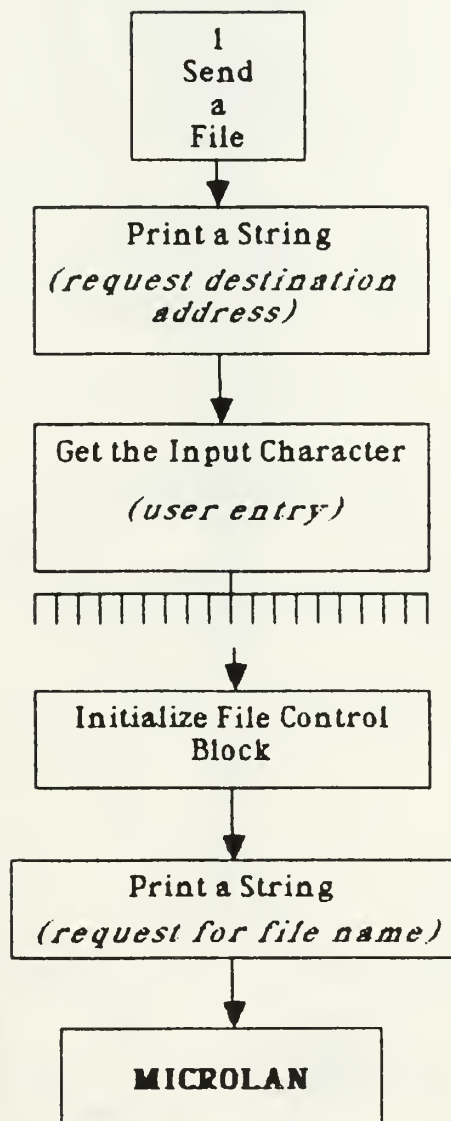 1
Send
a
File
Print a String
(request destination
address)
Get the Input Character
(user entry)
Initialize File Control
Block
Print a String
(request for file name)
MICROLAN